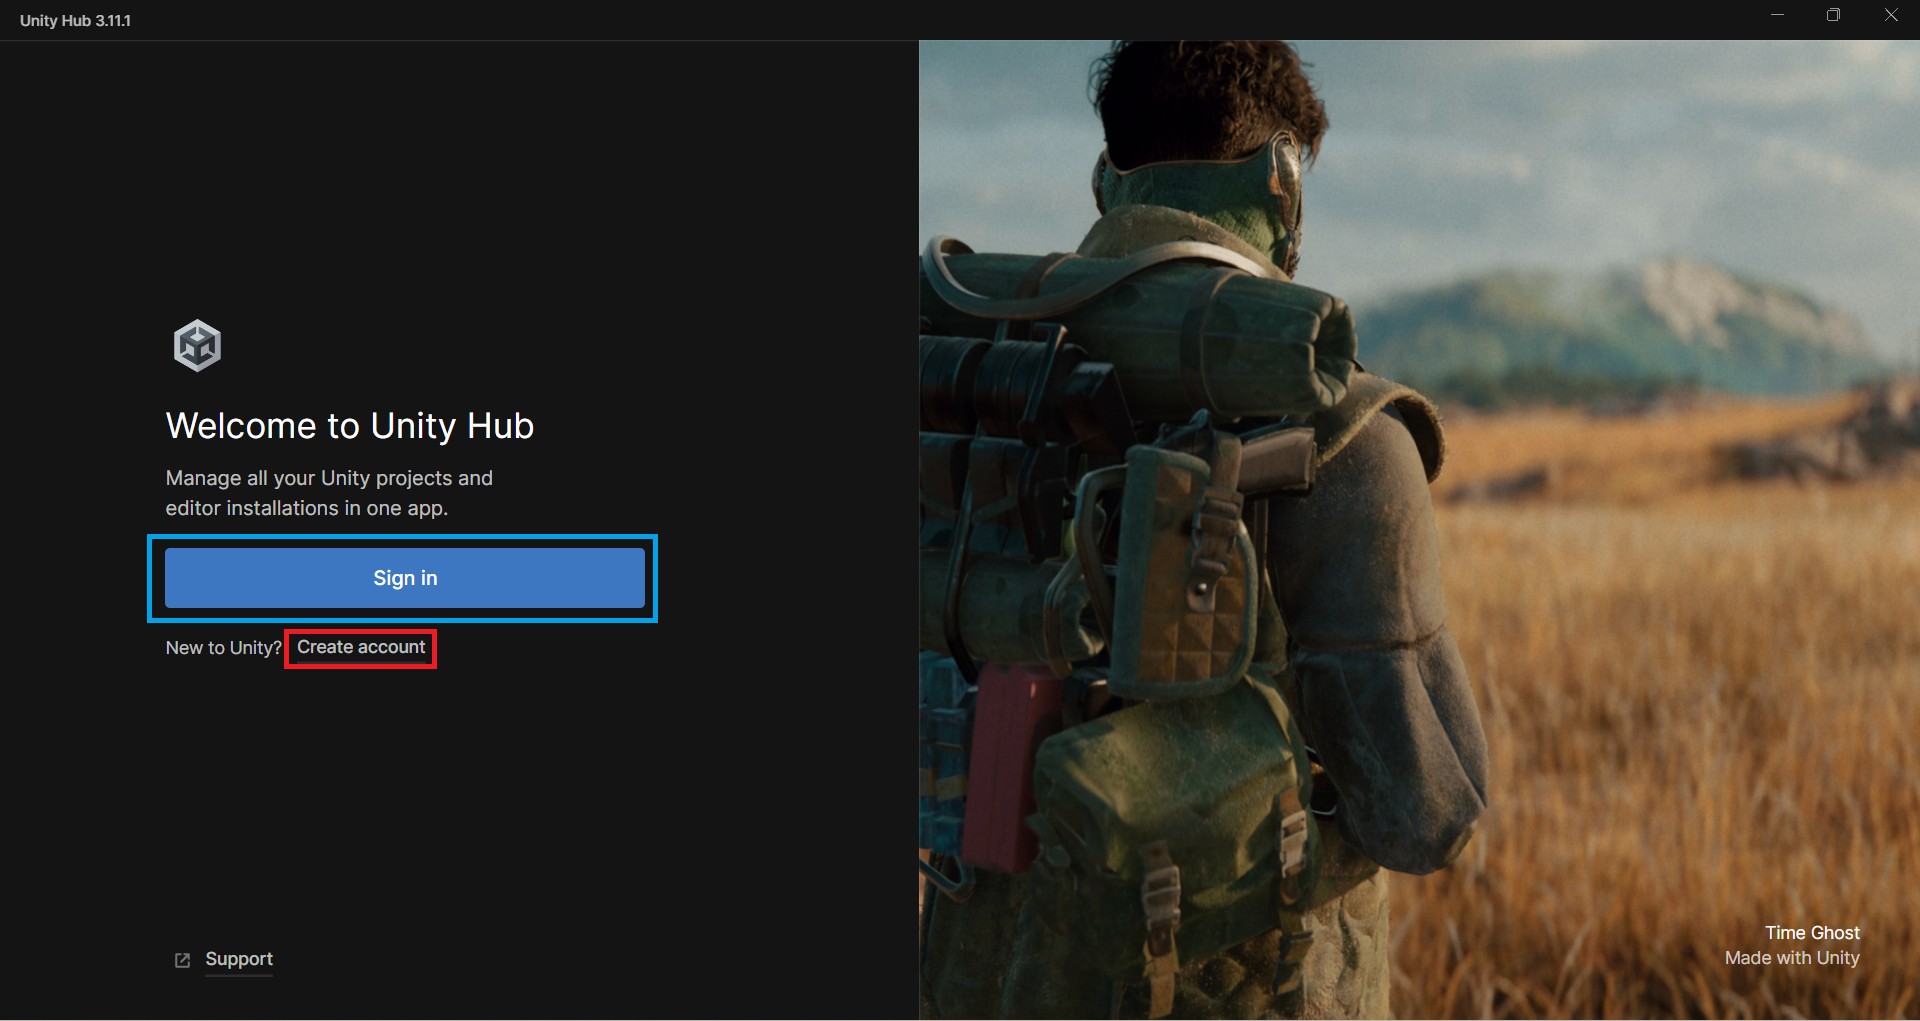 Unity Hub 3.11.1
Welcome to Unity Hub
Manage all your Unity projects and
editor installations in one app.
Sign in
New to Unity? Create account
Support
Time Ghost
Made with Unity